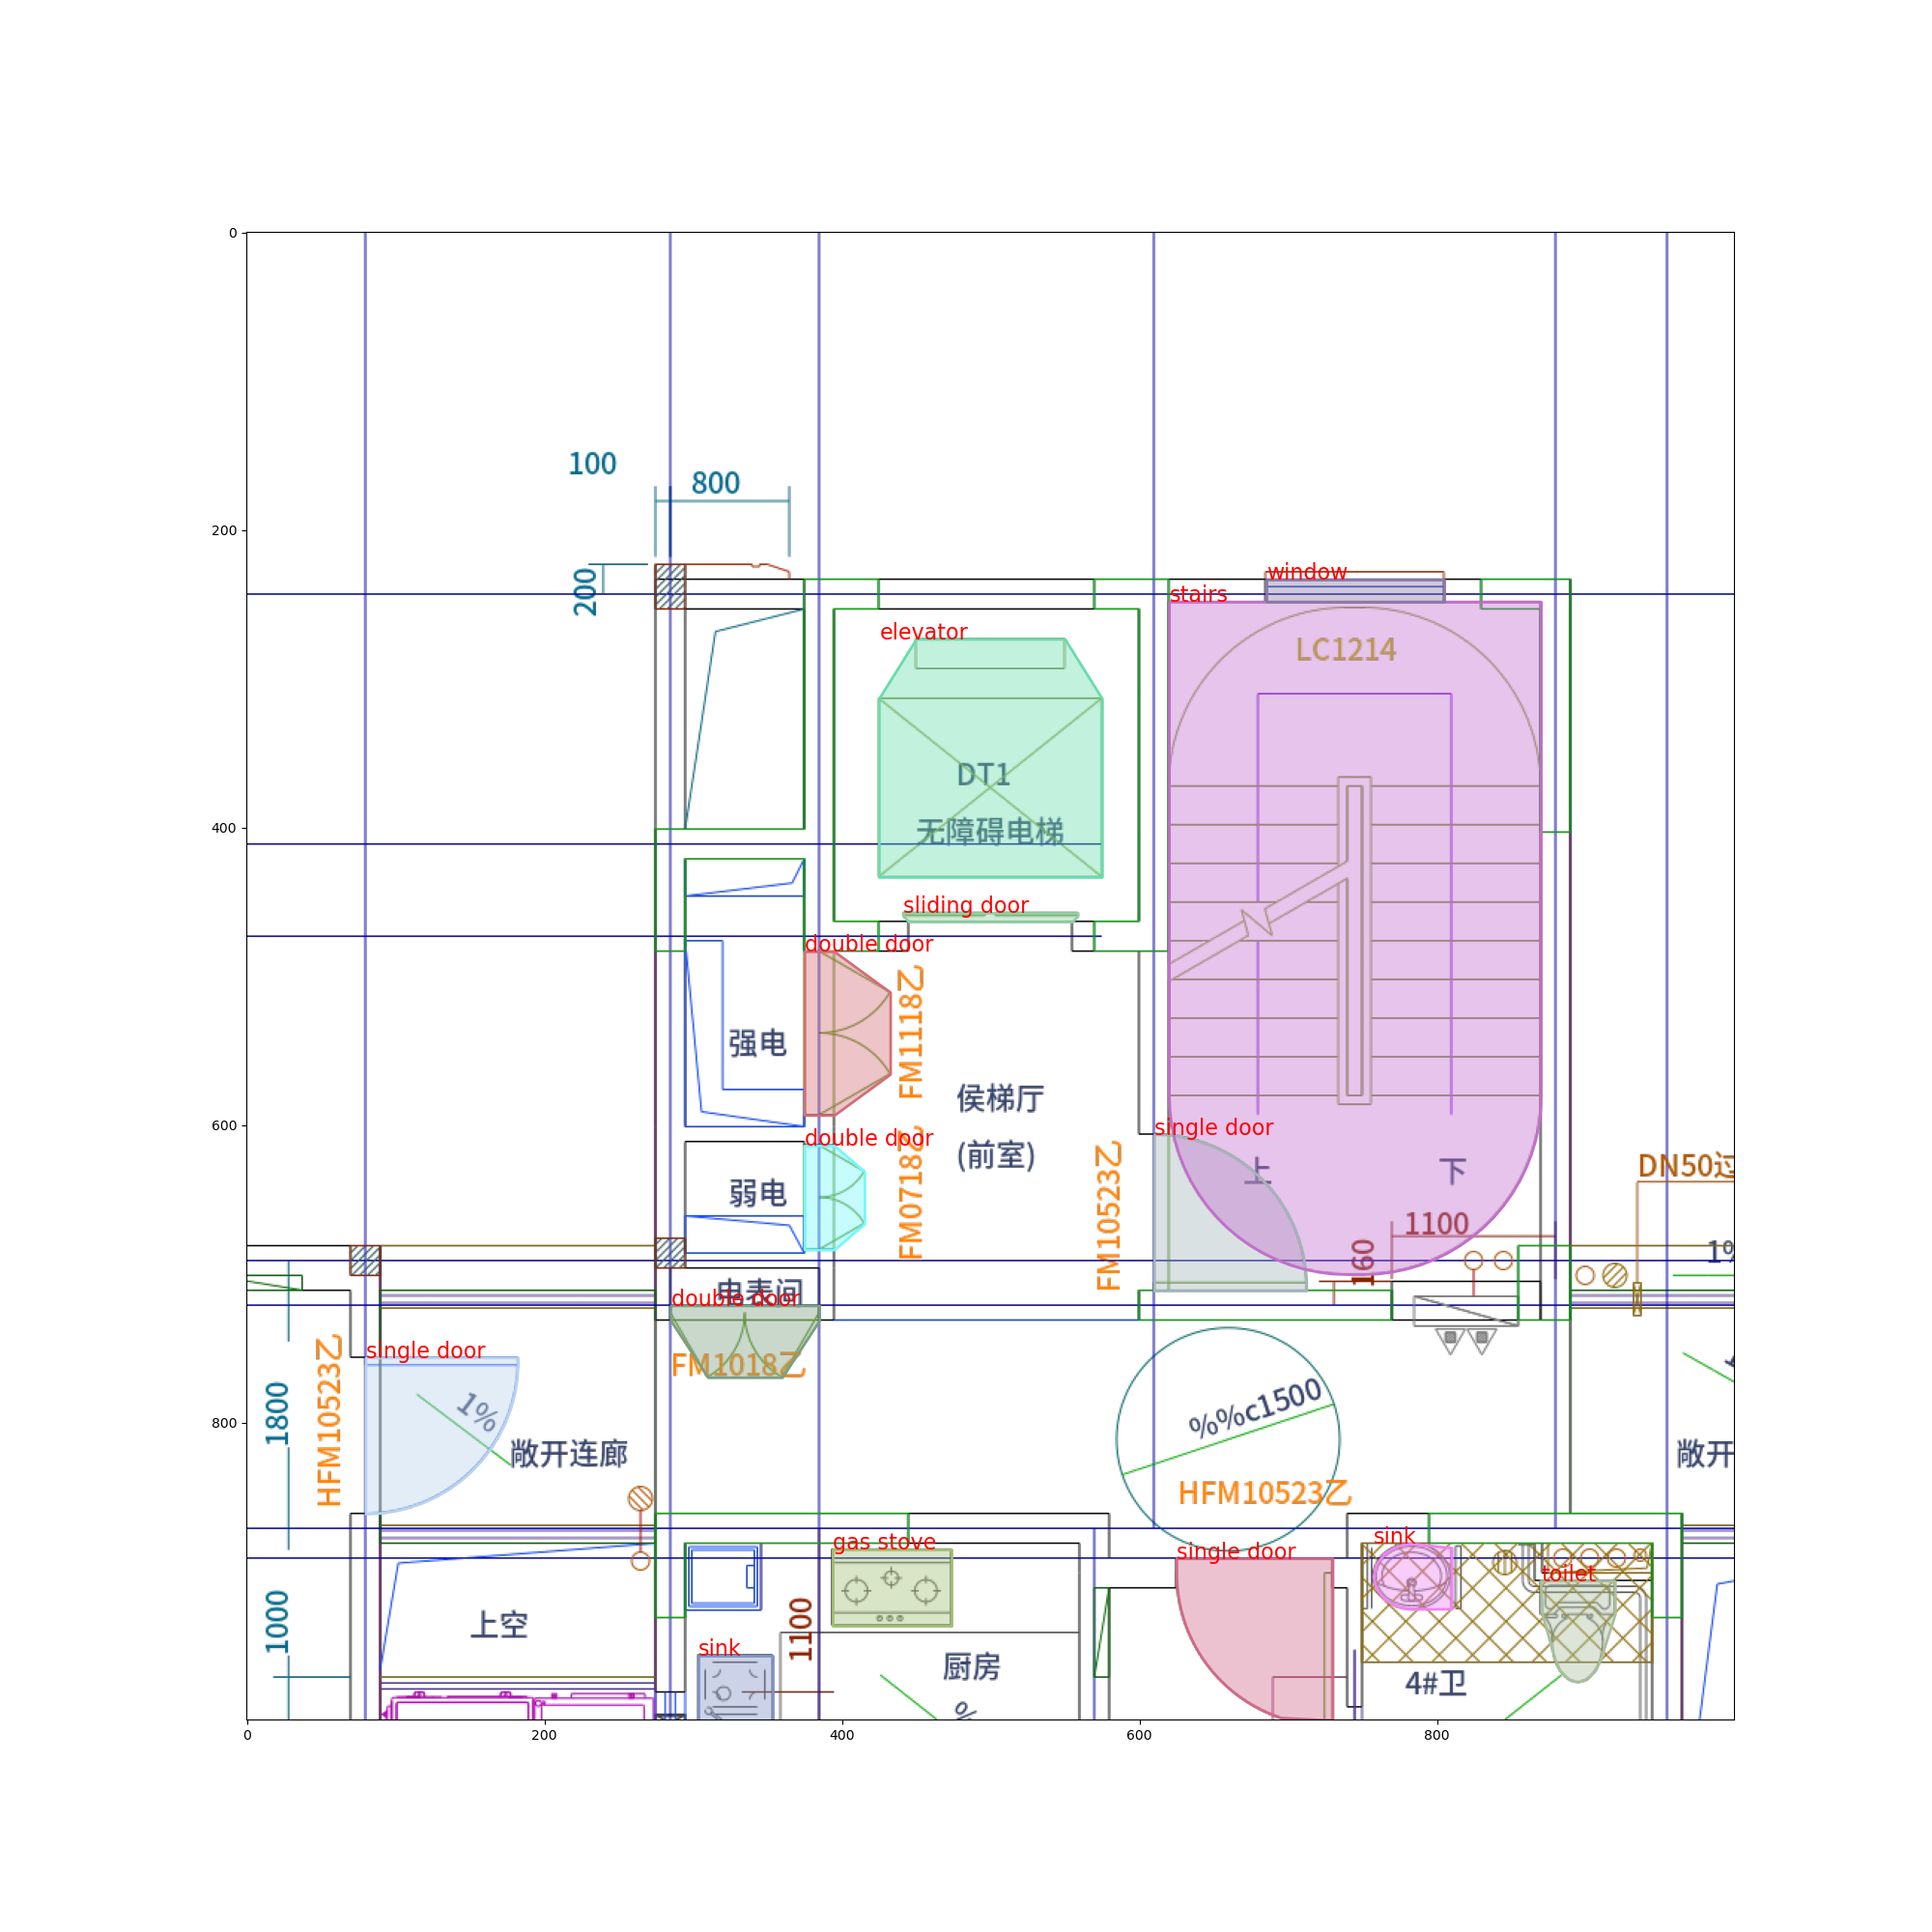 0
100
800
200
200
window
stairs
elevator
LC1214
DT1
400
无障碍电梯
sliding door
double door
FM1118乙
强电
侯梯厅
600
single door
double door
(前室)
上
下
FM0718乙
FM10523乙
DN50过
弱电
1100
160
电表间
double door
single door
FM1018乙
HFM10523乙
1%
1800
800
%%c1500
敞开连廊
敞开
HFM10523乙
sink
gas stove
single door
toilet
1000
上空
1100
sink
厨房
4#卫
%
0
200
400
600
800